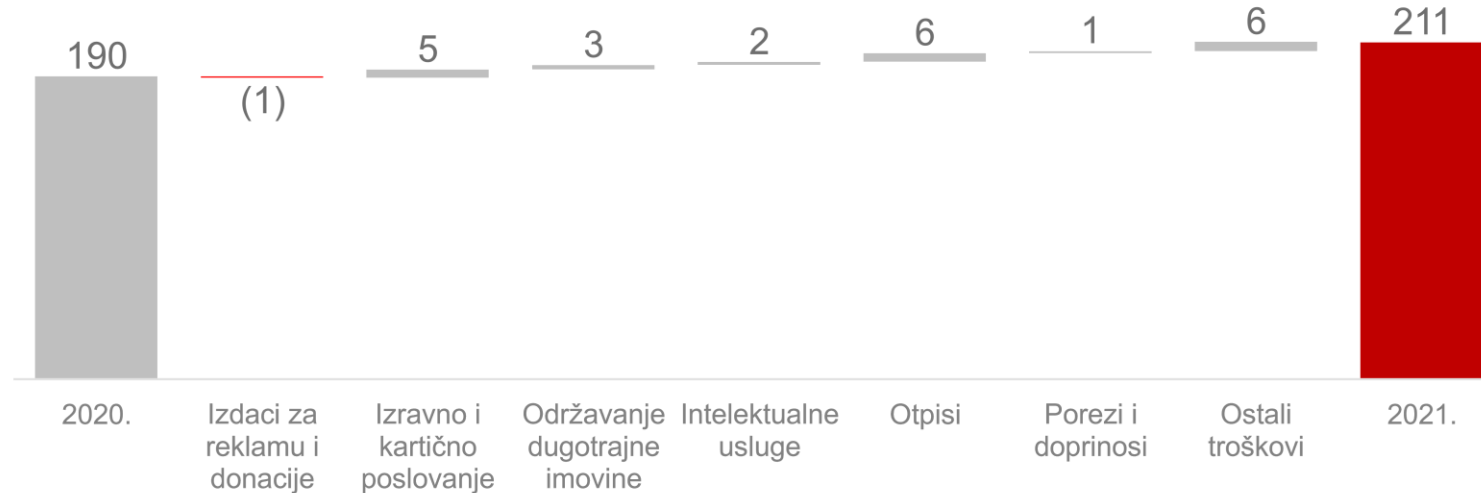 190
(1)
5
3
2
6
1
6
211
2020.
Izdaci za
reklamu i
donacije
Izravno i
kartično
poslovanje
Održavanje
dugotrajne
imovine
Intelektualne
usluge
Otpisi
Porezi i
doprinosi
Ostali
troškovi
2021.